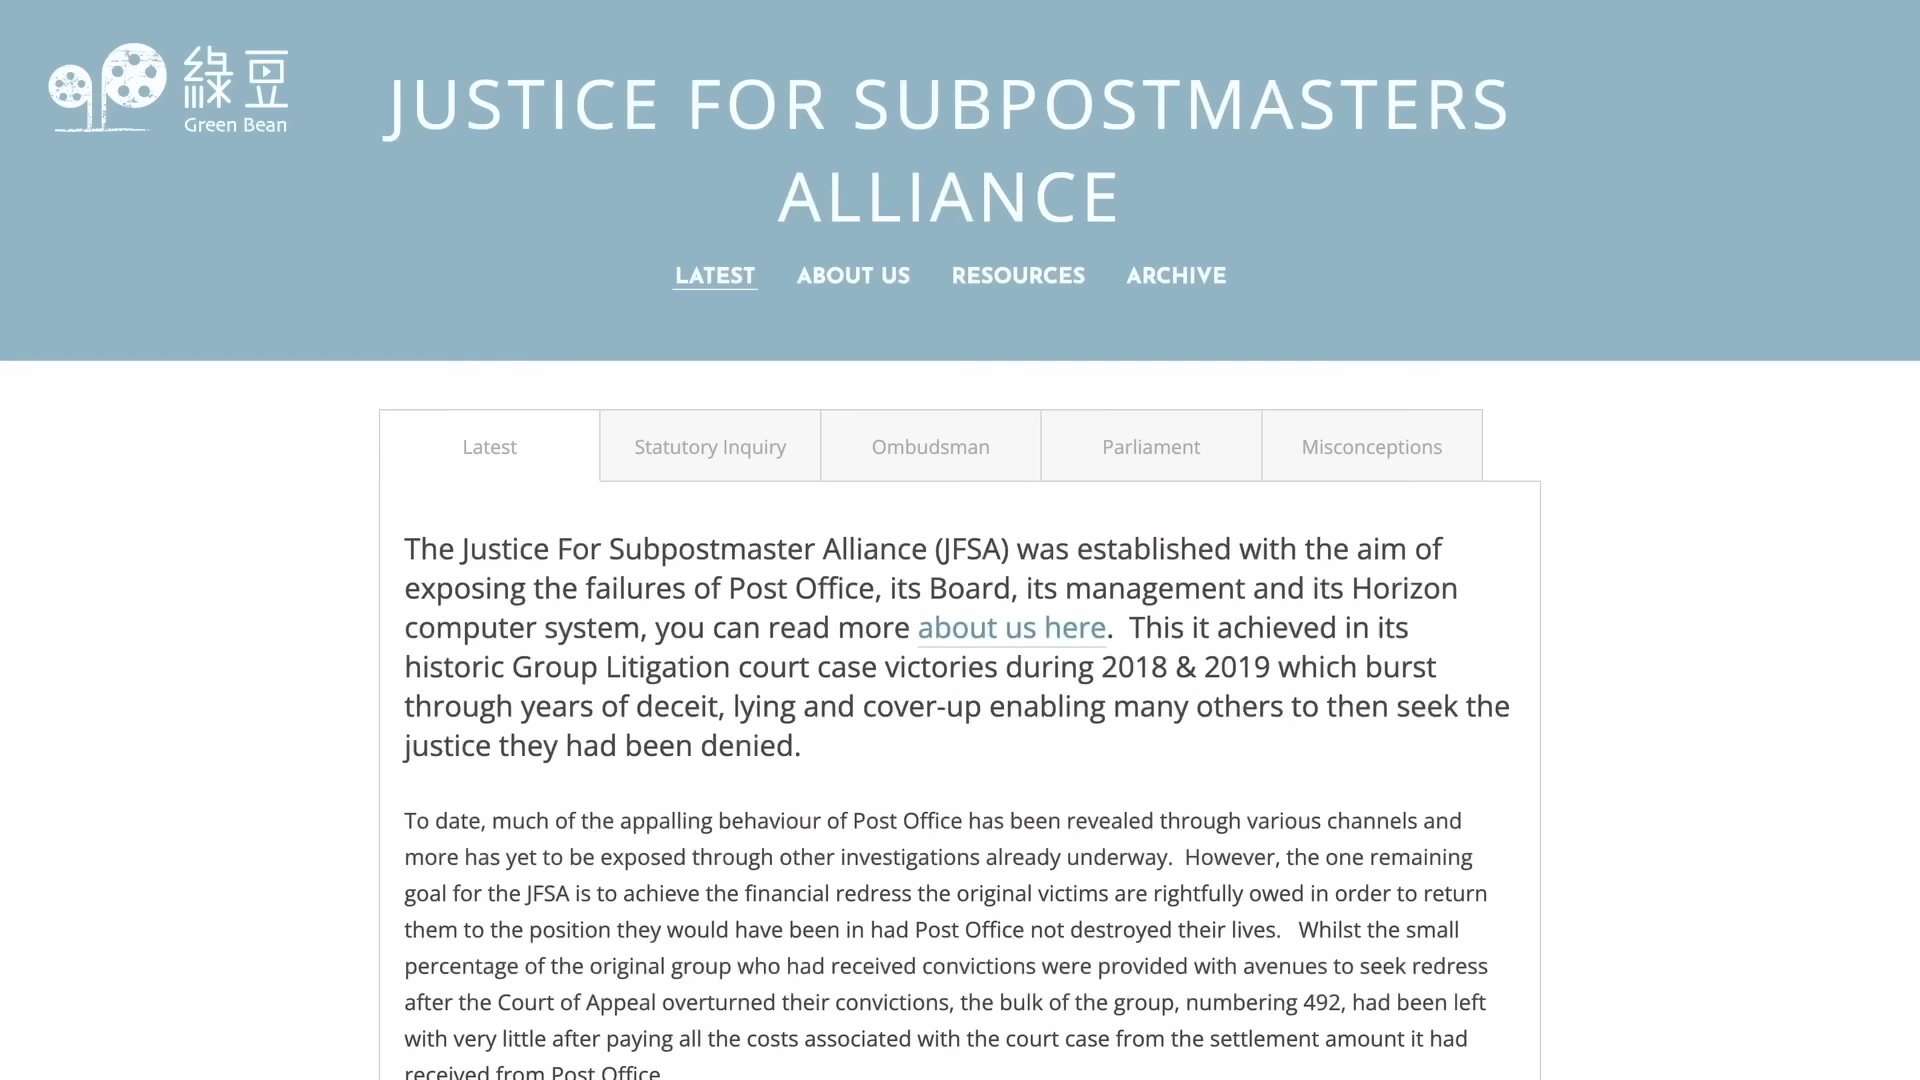 綠豆
Green Bean
JUSTICE FOR SUBPOSTMASTERS
ALLIANCE
LATEST ABOUT US RESOURCES ARCHIVE
Latest Statutory Inquiry Ombudsman Parliament Misconceptions
The Justice For Subpostmaster Alliance (JFSA) was established with the aim of
exposing the failures of Post Office, its Board, its management and its Horizon
computer system, you can read more about us here.  This it achieved in its
historic Group Litigation court case victories during 2018 & 2019 which burst
through years of deceit, lying and cover-up enabling many others to then seek the
justice they had been denied.
To date, much of the appalling behaviour of Post Office has been revealed through various channels and
more has yet to be exposed through other investigations already underway.  However, the one remaining
goal for the JFSA is to achieve the financial redress the original victims are rightfully owed in order to return
them to the position they would have been in had Post Office not destroyed their lives.   Whilst the small
percentage of the original group who had received convictions were provided with avenues to seek redress
after the Court of Appeal overturned their convictions, the bulk of the group, numbering 492, had been left
with very little after paying all the costs associated with the court case from the settlement amount it had
received from Post Office